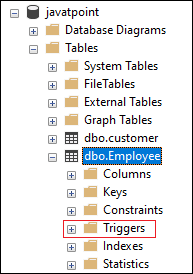 javatpoint
Database Diagrams
Tables
System Tables
FileTables
External Tables
Graph Tables
dbo.customer
dbo.Employee
Columns
Keys
Constraints
Triggers
Indexes
Statistics